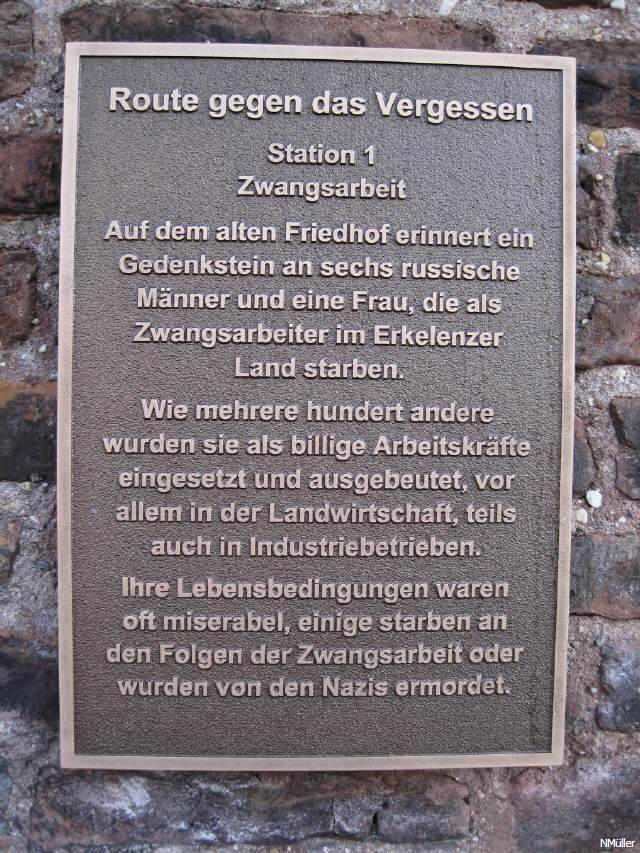 Route gegen das Vergessen
Station 1
Zwangsarbeit
Auf dem alten Friedhof erinnert ein
Gedenkstein an sechs russische
Männer und eine Frau, die als
Zwangsarbeiter im Erkelenzer
Land starben.
Wie mehrere hundert andere
wurden sie als billige Arbeitskräfte
eingesetzt und ausgebeutet, vor
allem in der Landwirtschaft, teils
auch in Industriebetrieben.
Ihre Lebensbedingungen waren
oft miserabel, einige starben an
den Folgen der Zwangsarbeit oder
wurden von den Nazis ermordet.
NMüller